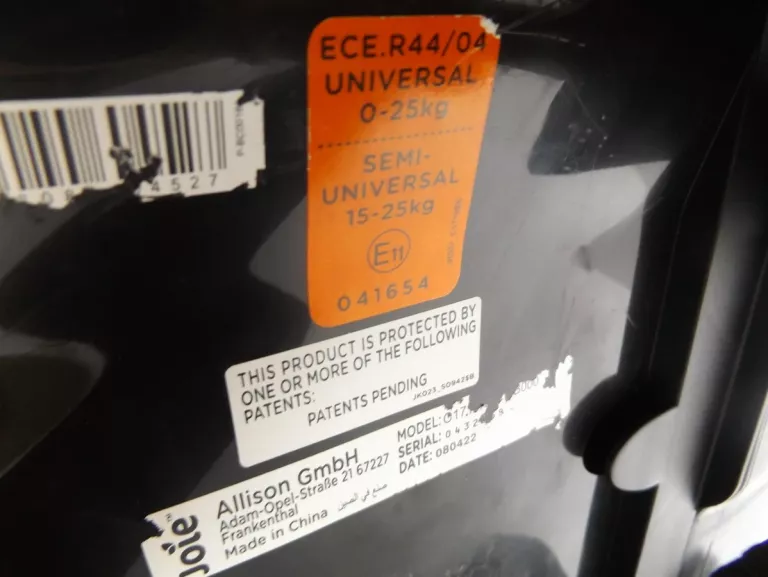 ECE.R44/04
UNIVERSAL
0-25kg
SEMI-
UNIVERSAL
15-25kg
E11
041654
4527
THIS PRODUCT IS PROTECTED BY
ONE OR MORE OF THE FOLLOWING
PATENTS:
PATENTS PENDING
JK023_S09425B
Joie
Allison GmbH
Adam-Opel-Straße 21 67227
Frankenthal
Made in China صنع في الصين
MODEL:
SERIAL:
DATE: 080422